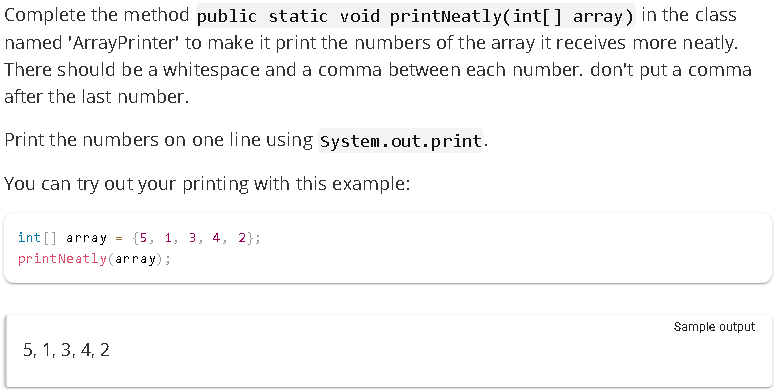 Complete the method public static void printNeatly(int[] array) in the class
named 'ArrayPrinter' to make it print the numbers of the array it receives more neatly.
There should be a whitespace and a comma between each number. don't put a comma
after the last number.
Print the numbers on one line using System.out.print.
You can try out your printing with this example:
int[] array = {5, 1, 3, 4, 2};
printNeatly(array);
Sample output
5, 1, 3, 4, 2